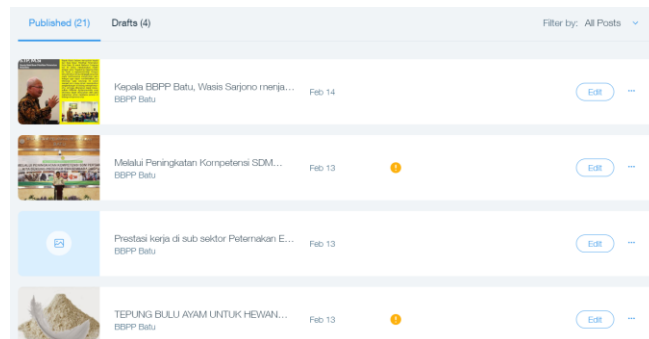 Published (21) Drafts (4) Filter by: All Posts
Kepala BBPP Batu, Wasis Sarjono menja...
BBPP Batu
Feb 14
Edit
Melalui Peningkatan Kompetensi SDM...
BBPP Batu
Feb 13
Edit
Prestasi kerja di sub sektor Peternakan E...
BBPP Batu
Feb 13
Edit
TEPUNG BULU AYAM UNTUK HEWAN...
BBPP Batu
Feb 13
Edit